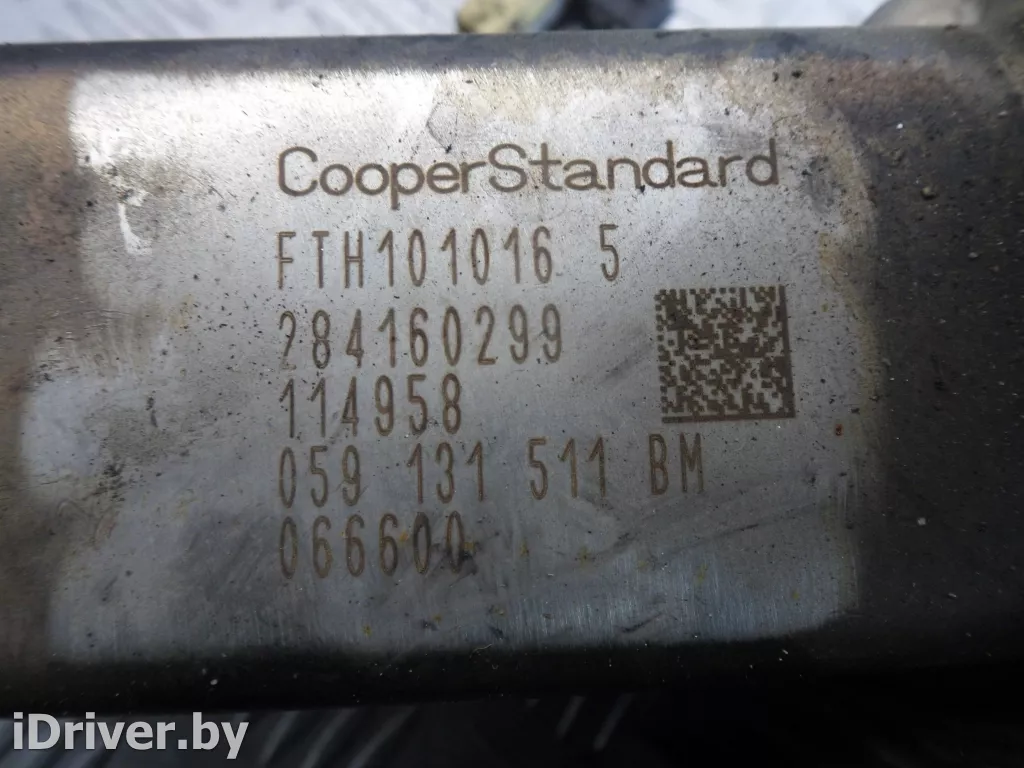 CooperStandard
FTH101016 5
284160299
114958
059 131 511 BM
066600
iDriver.by